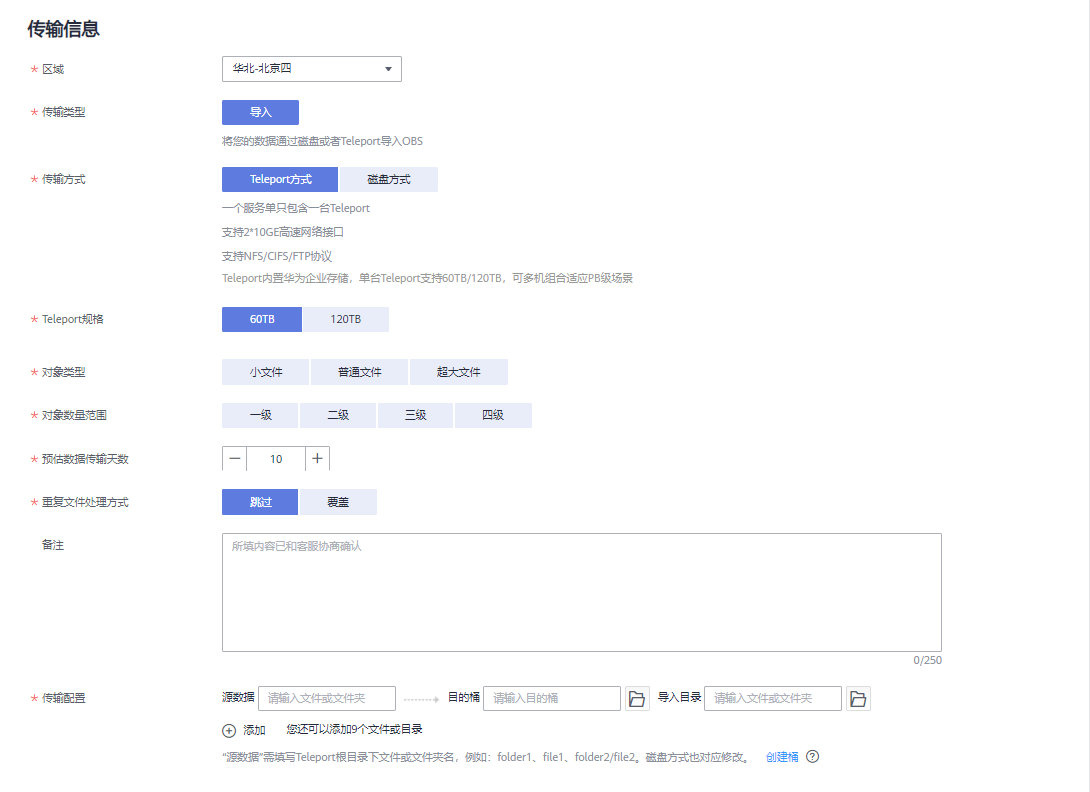 传输信息
* 区域 华北-北京四
* 传输类型 导入
将您的数据通过磁盘或者Teleport导入OBS
* 传输方式 Teleport方式 磁盘方式
一个服务单只包含一台Teleport
支持2*10GE高速网络接口
支持NFS/CIFS/FTP协议
Teleport内置华为企业存储，单台Teleport支持60TB/120TB，可多机组合适应PB级场景
* Teleport规格 60TB 120TB
* 对象类型 小文件 普通文件 超大文件
* 对象数量范围 一级 二级 三级 四级
* 预估数据传输天数 － 10 +
* 重复文件处理方式 跳过 覆盖
备注 所填内容已和客服协商确认
0/250
* 传输配置 源数据 请输入文件或文件夹 目的桶 请输入目的桶 导入目录 请输入文件或文件夹
添加 您还可以添加9个文件或目录
“源数据”需填写Teleport根目录下文件或文件夹名，例如：folder1、file1、folder2/file2。磁盘方式也对应修改。 创建桶 ?